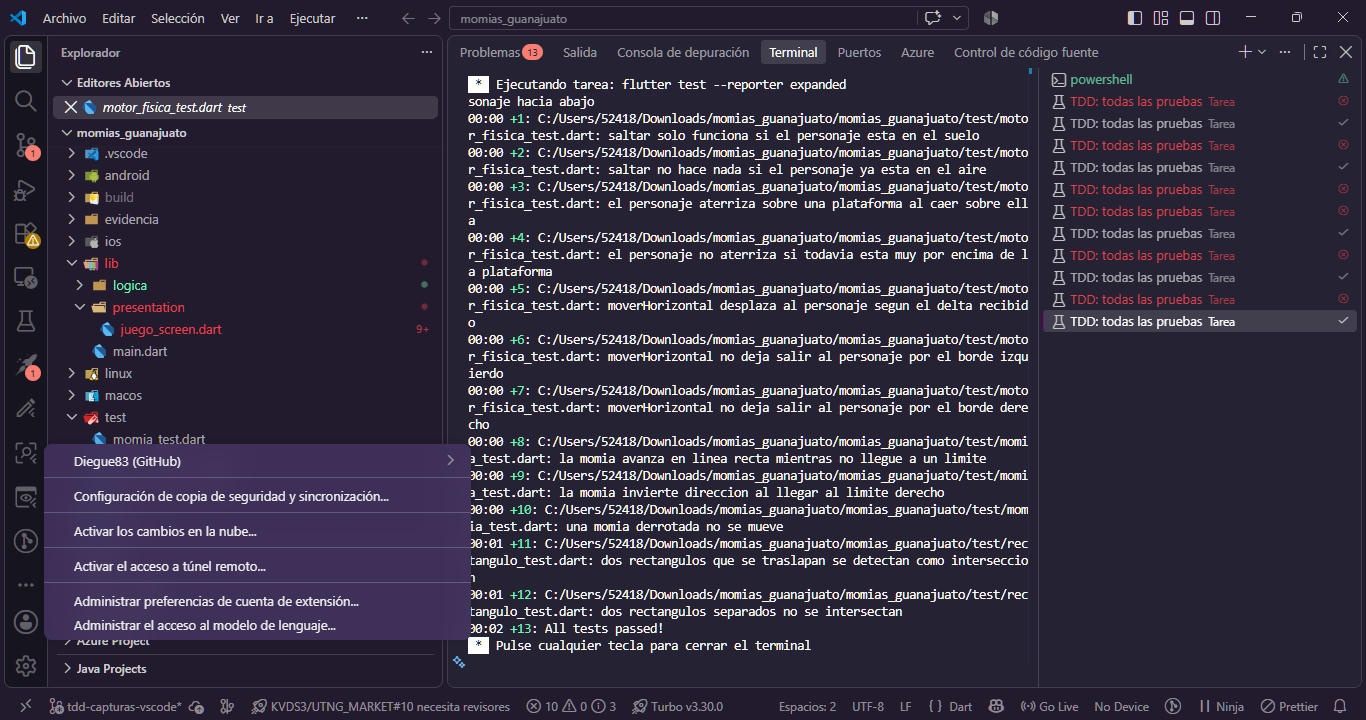 Archivo Editar Selección Ver Ir a Ejecutar ···
momias_guanajuato
Explorador
Editores Abiertos
motor_fisica_test.dart test
momias_guanajuato
.vscode
android
build
evidencia
ios
lib
logica
presentation
juego_screen.dart 9+
main.dart
linux
macos
test
momia_test.dart
Diegue83 (GitHub)
Configuración de copia de seguridad y sincronización...
Activar los cambios en la nube...
Activar el acceso a túnel remoto...
Administrar preferencias de cuenta de extensión...
Administrar el acceso al modelo de lenguaje...
Azure Project
Java Projects
1
1
Problemas 13 Salida Consola de depuración Terminal Puertos Azure Control de código fuente
* Ejecutando tarea: flutter test --reporter expanded
sonaje hacia abajo
00:00 +1: C:/Users/52418/Downloads/momias_guanajuato/momias_guanajuato/test/moto
r_fisica_test.dart: saltar solo funciona si el personaje esta en el suelo
00:00 +2: C:/Users/52418/Downloads/momias_guanajuato/momias_guanajuato/test/moto
r_fisica_test.dart: saltar no hace nada si el personaje ya esta en el aire
00:00 +3: C:/Users/52418/Downloads/momias_guanajuato/momias_guanajuato/test/moto
r_fisica_test.dart: el personaje aterriza sobre una plataforma al caer sobre ell
a
00:00 +4: C:/Users/52418/Downloads/momias_guanajuato/momias_guanajuato/test/moto
r_fisica_test.dart: el personaje no aterriza si todavia esta muy por encima de l
a plataforma
00:00 +5: C:/Users/52418/Downloads/momias_guanajuato/momias_guanajuato/test/moto
r_fisica_test.dart: moverHorizontal desplaza al personaje segun el delta recibid
o
00:00 +6: C:/Users/52418/Downloads/momias_guanajuato/momias_guanajuato/test/moto
r_fisica_test.dart: moverHorizontal no deja salir al personaje por el borde izqu
ierdo
00:00 +7: C:/Users/52418/Downloads/momias_guanajuato/momias_guanajuato/test/moto
r_fisica_test.dart: moverHorizontal no deja salir al personaje por el borde dere
cho
00:00 +8: C:/Users/52418/Downloads/momias_guanajuato/momias_guanajuato/test/momi
a_test.dart: la momia avanza en linea recta mientras no llegue a un limite
00:00 +9: C:/Users/52418/Downloads/momias_guanajuato/momias_guanajuato/test/momi
a_test.dart: la momia invierte direccion al llegar al limite derecho
00:00 +10: C:/Users/52418/Downloads/momias_guanajuato/momias_guanajuato/test/mom
ia_test.dart: una momia derrotada no se mueve
00:01 +11: C:/Users/52418/Downloads/momias_guanajuato/momias_guanajuato/test/rec
tangulo_test.dart: dos rectangulos que se traslapan se detectan como interseccio
n
00:01 +12: C:/Users/52418/Downloads/momias_guanajuato/momias_guanajuato/test/rec
tangulo_test.dart: dos rectangulos separados no se intersectan
00:02 +13: All tests passed!
* Pulse cualquier tecla para cerrar el terminal
powershell
TDD: todas las pruebas Tarea
TDD: todas las pruebas Tarea
TDD: todas las pruebas Tarea
TDD: todas las pruebas Tarea
TDD: todas las pruebas Tarea
TDD: todas las pruebas Tarea
TDD: todas las pruebas Tarea
TDD: todas las pruebas Tarea
TDD: todas las pruebas Tarea
TDD: todas las pruebas Tarea
TDD: todas las pruebas Tarea
tdd-capturas-vscode* KVDS3/UTNG_MARKET#10 necesita revisores 10 0 3 Turbo v3.30.0 Espacios: 2 UTF-8 LF {} Dart Go Live No Device Ninja Prettier